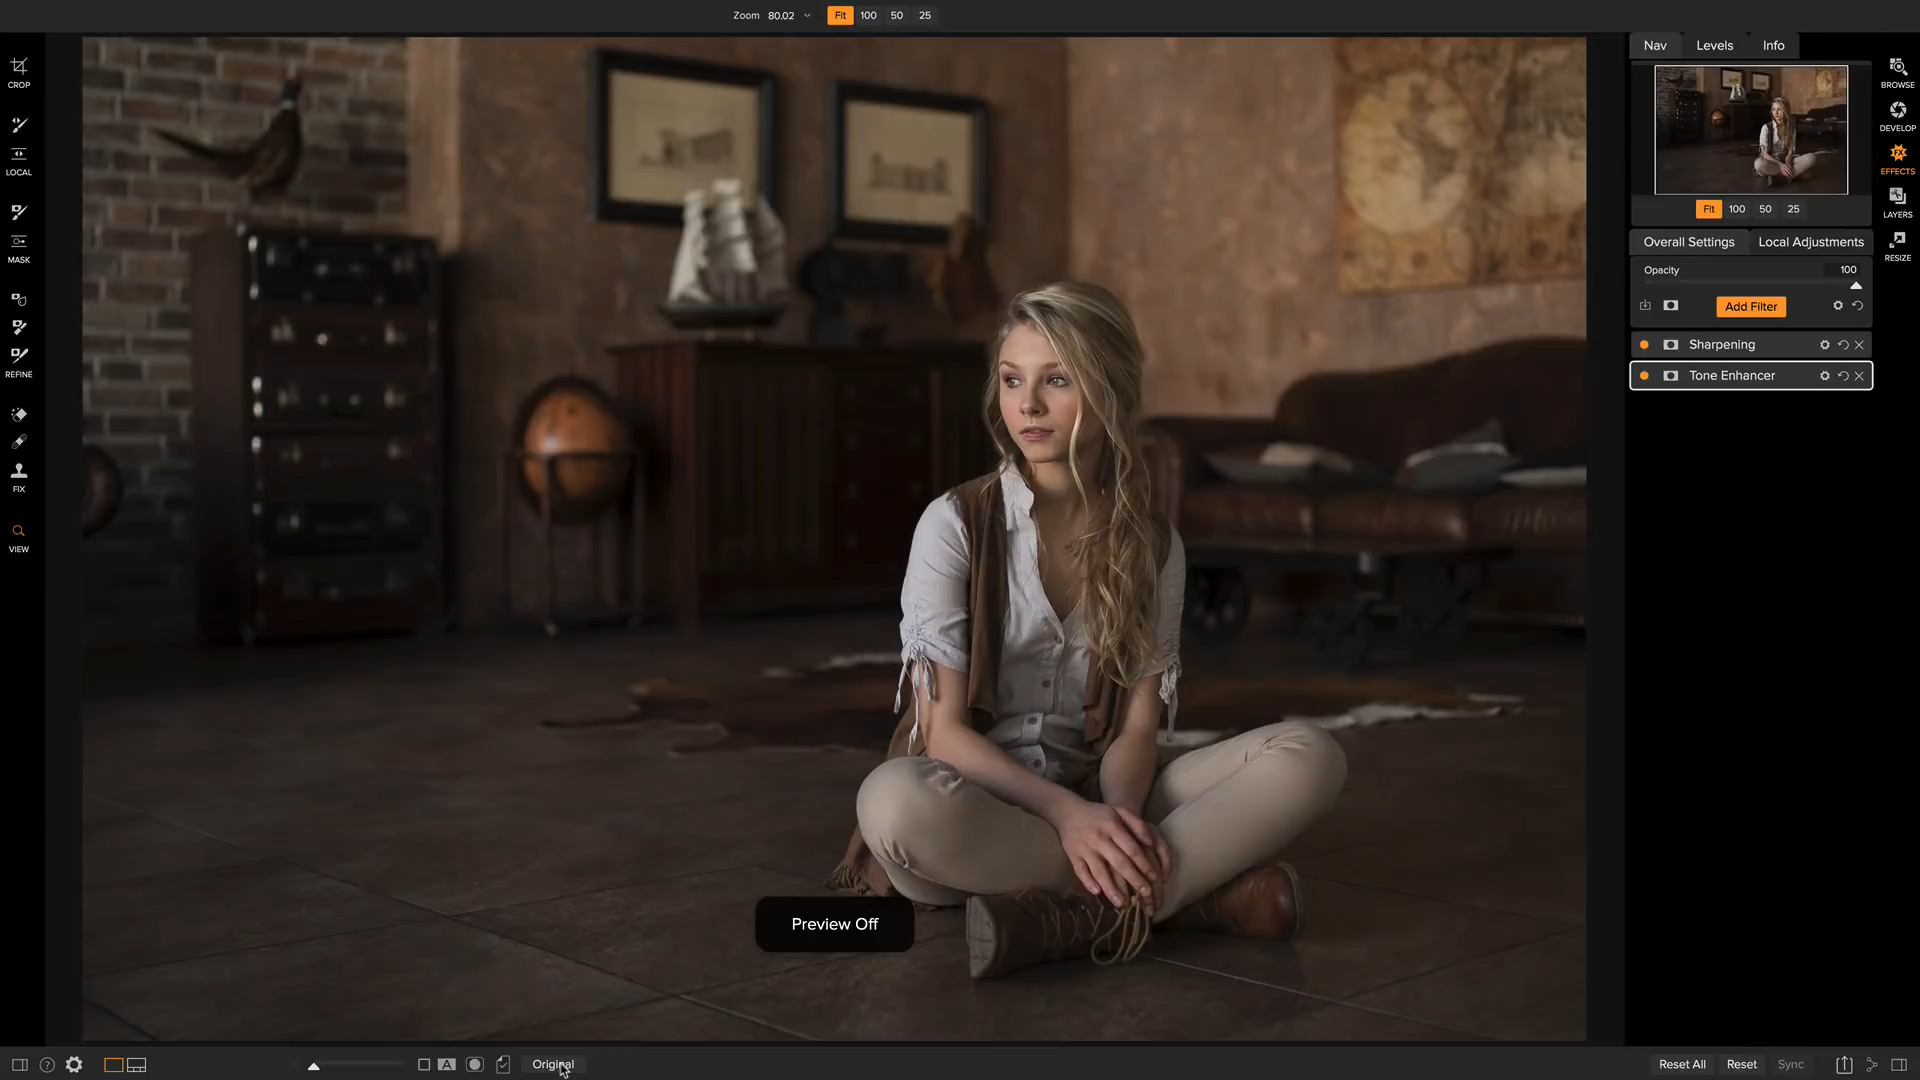 Zoom 80.02 Fit 100 50 25
CROP
LOCAL
MASK
REFINE
FIX
VIEW
Preview Off
Nav Levels Info
Fit 100 50 25
Overall Settings Local Adjustments
Opacity 100
Add Filter
Sharpening
Tone Enhancer
BROWSE
DEVELOP
FX
EFFECTS
LAYERS
RESIZE
? A Original
Reset All Reset Sync